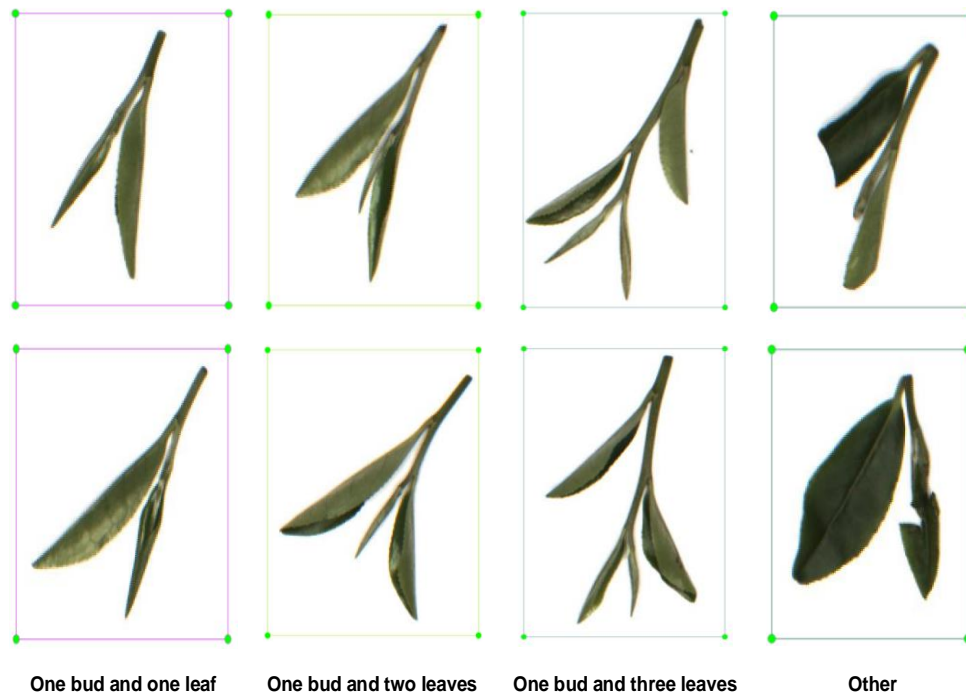 One bud and one leaf
One bud and two leaves
One bud and three leaves
Other